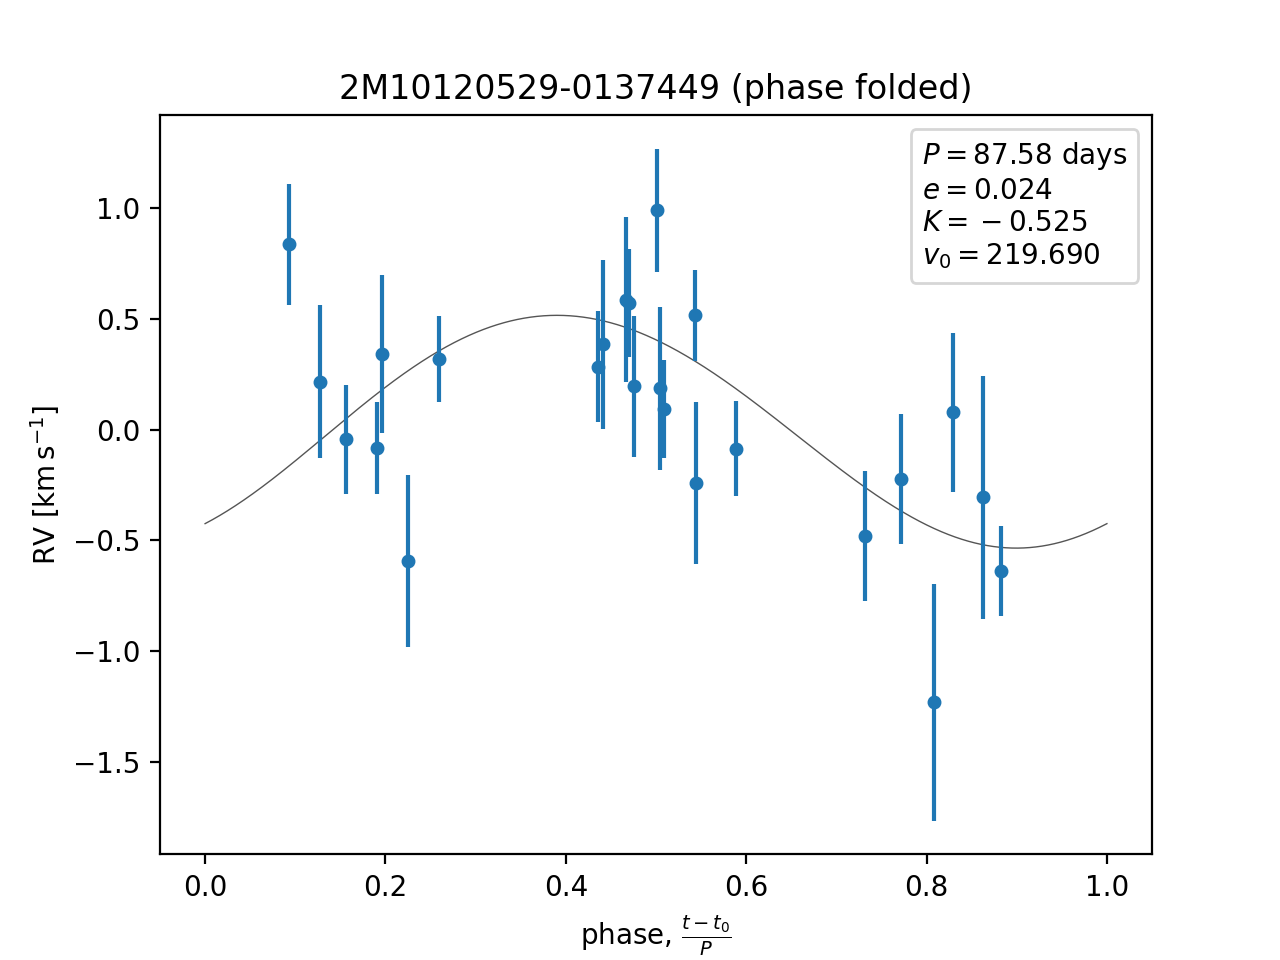 2M10120529-0137449 (phase folded)
P = 87.58 days
e = 0.024
K = −0.525
v₀ = 219.690
1.0
0.5
0.0
−0.5
−1.0
−1.5
RV [km s⁻¹]
0.0 0.2 0.4 0.6 0.8 1.0
phase, (t − t₀)/P